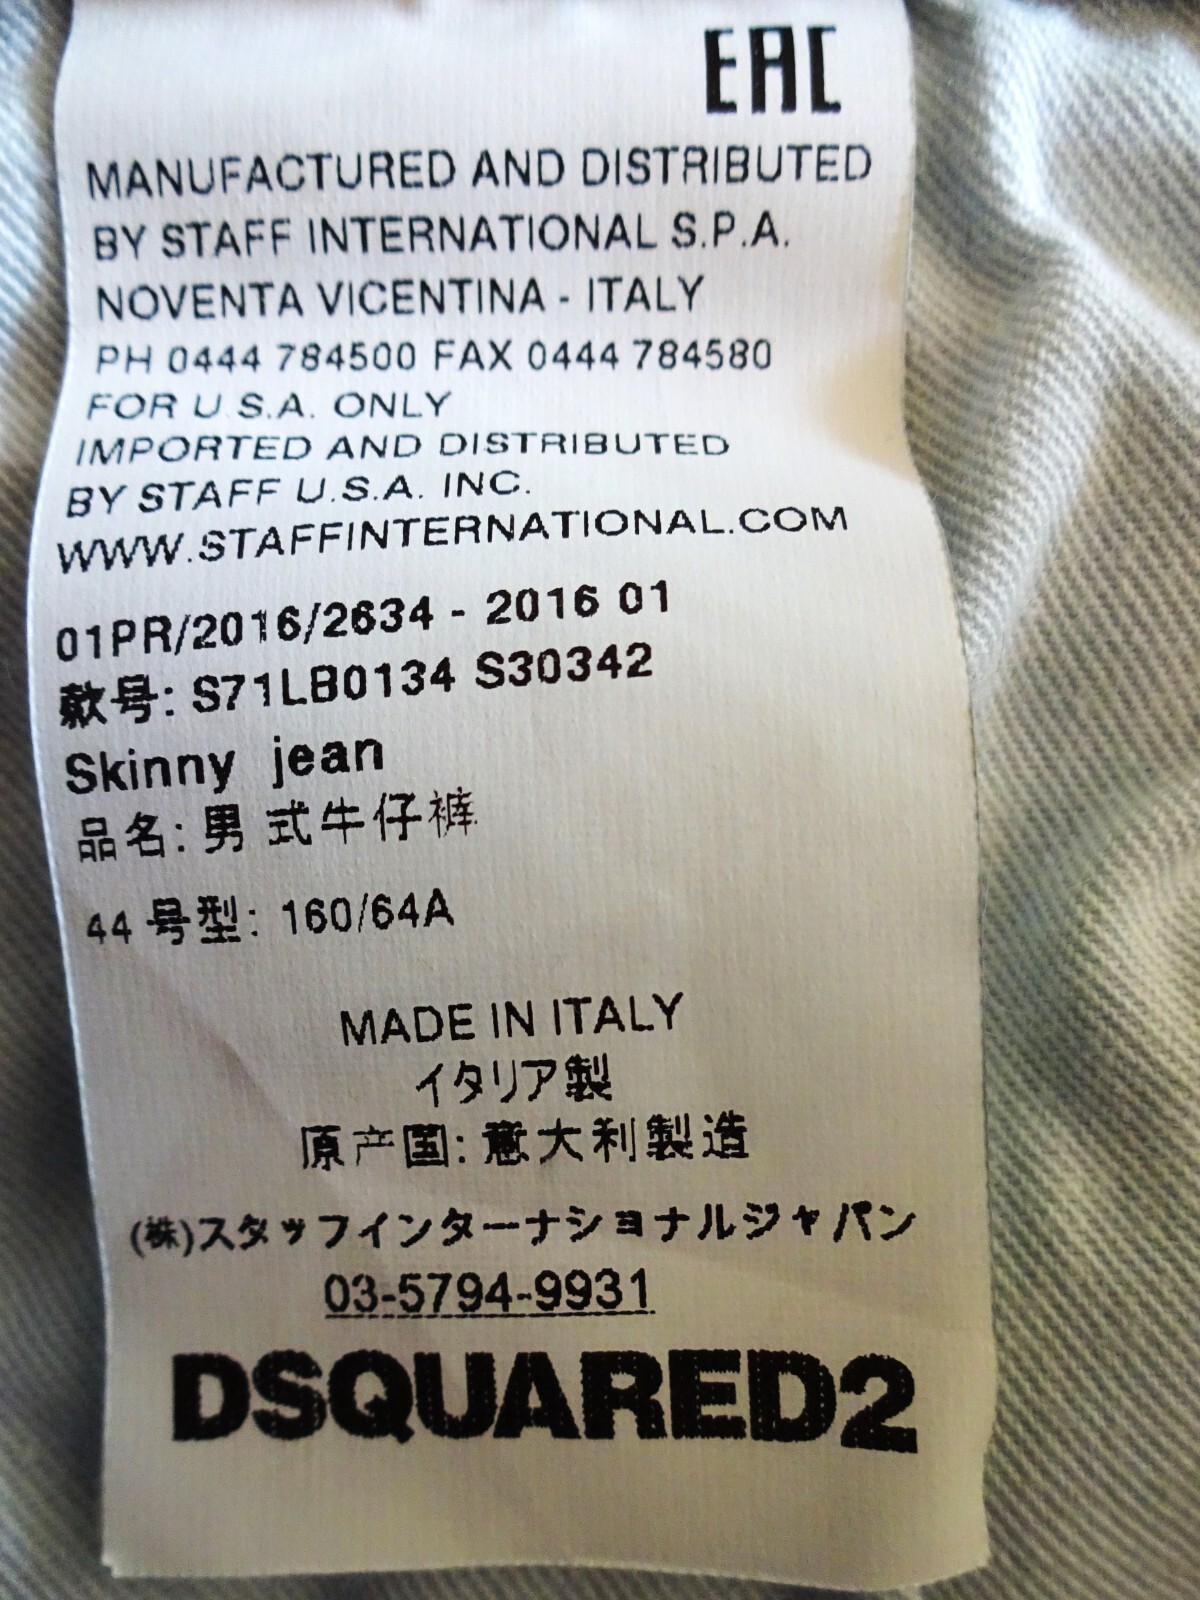 EAC
MANUFACTURED AND DISTRIBUTED
BY STAFF INTERNATIONAL S.P.A.
NOVENTA VICENTINA - ITALY
PH 0444 784500 FAX 0444 784580
FOR U.S.A. ONLY
IMPORTED AND DISTRIBUTED
BY STAFF U.S.A. INC.
WWW.STAFFINTERNATIONAL.COM
01PR/2016/2634 - 2016 01
款号: S71LB0134 S30342
Skinny jean
品名: 男式牛仔裤
44 号型: 160/64A
MADE IN ITALY
イタリア製
原产国: 意大利製造
(株)スタッフインターナショナルジャパン
03-5794-9931
DSQUARED2